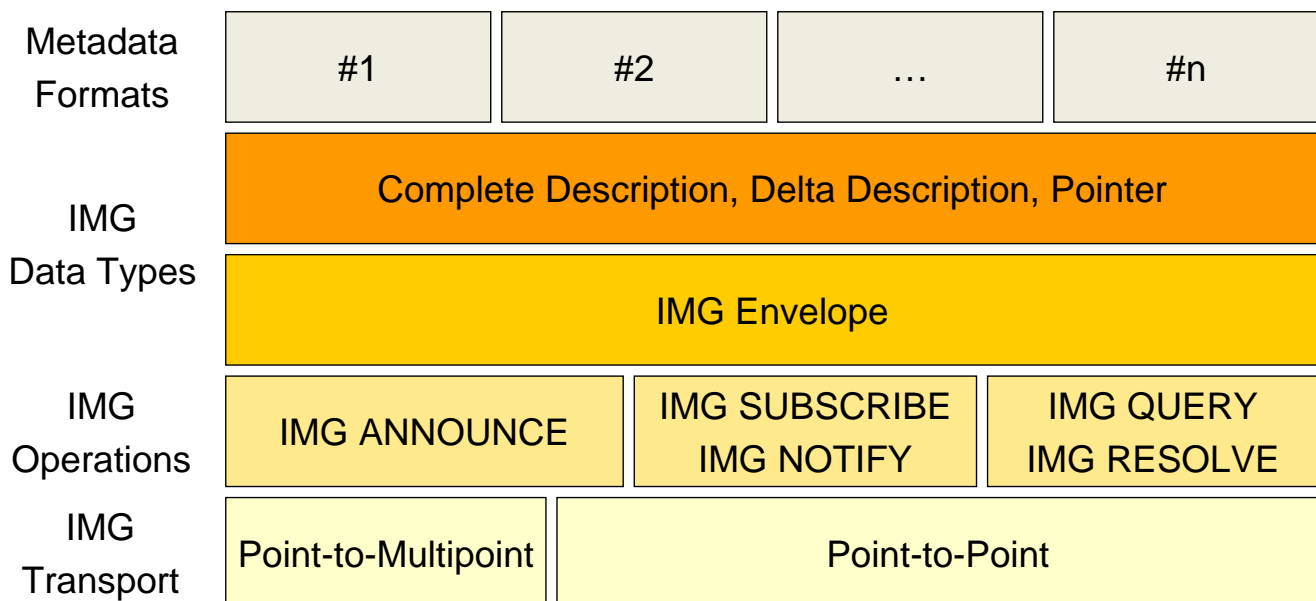 Metadata
Formats
#1
#2
…
#n
IMG
Data Types
Complete Description, Delta Description, Pointer
IMG Envelope
IMG
Operations
IMG ANNOUNCE
IMG SUBSCRIBE
IMG NOTIFY
IMG QUERY
IMG RESOLVE
IMG
Transport
Point-to-Multipoint
Point-to-Point